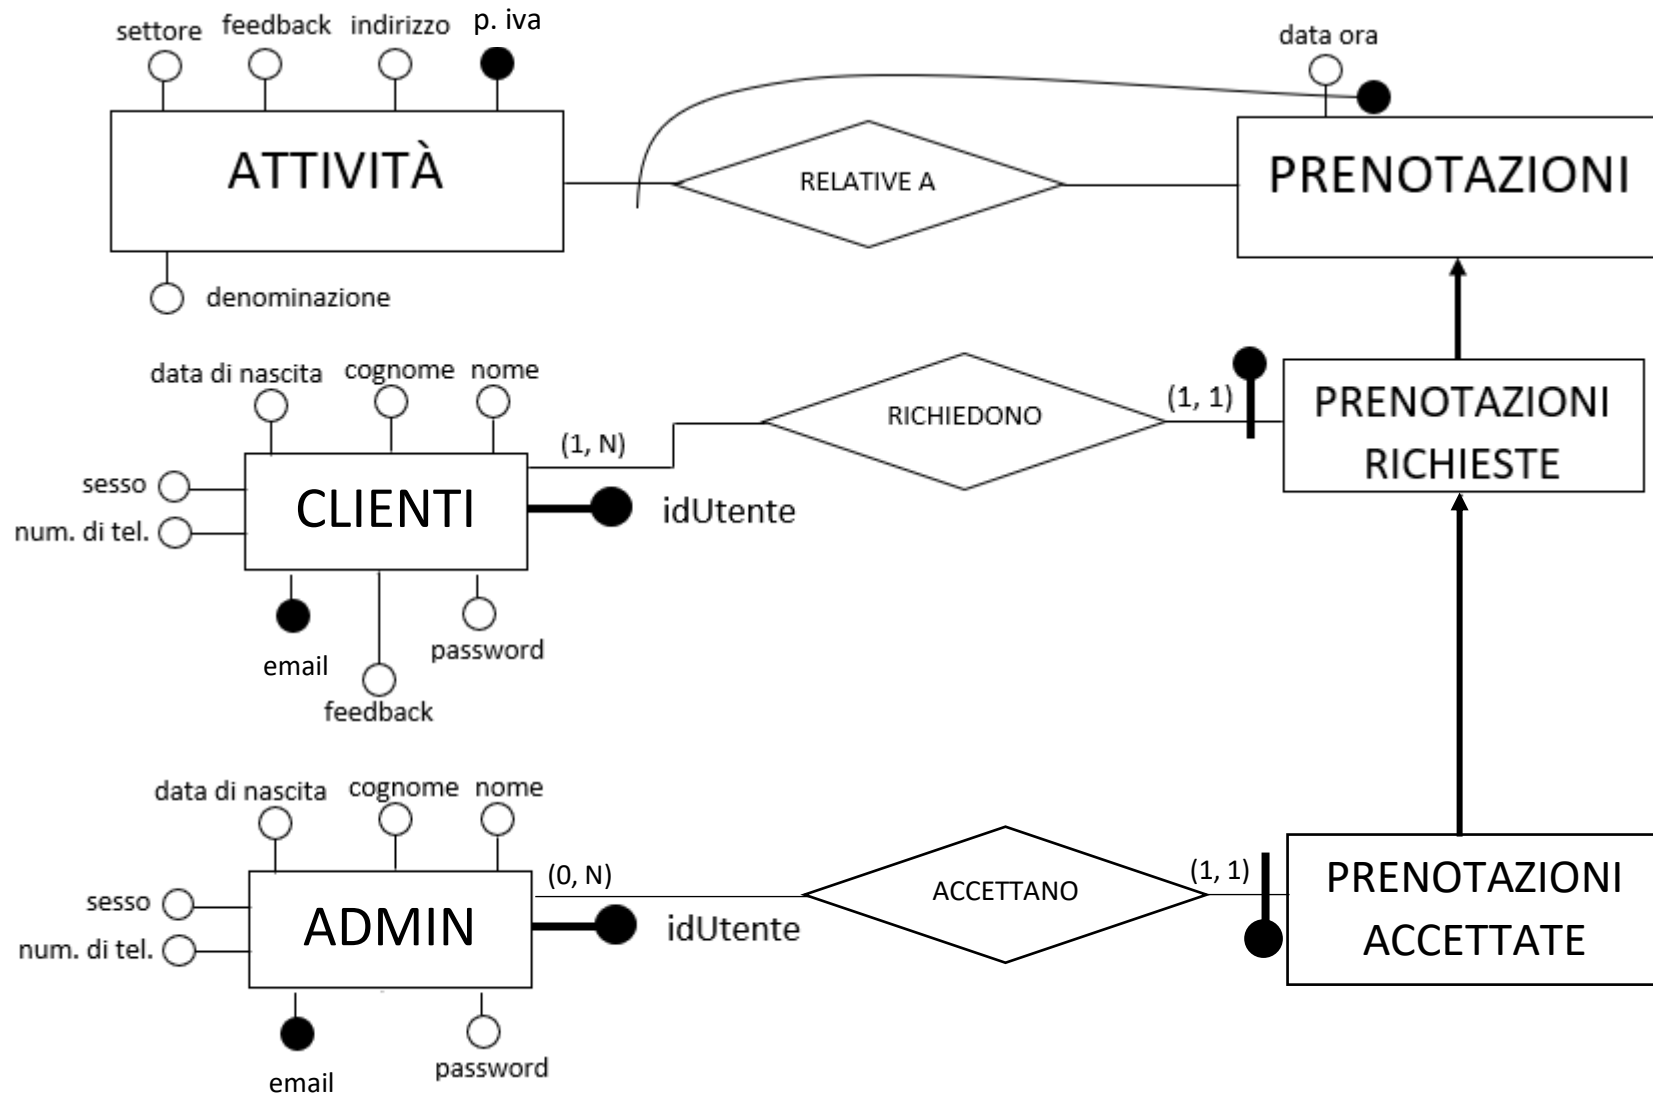 settore feedback indirizzo p. iva
data ora
ATTIVITÀ
RELATIVE A
PRENOTAZIONI
denominazione
data di nascita cognome nome
(1, N)
RICHIEDONO
(1, 1)
PRENOTAZIONI
RICHIESTE
sesso
num. di tel.
CLIENTI
idUtente
email
password
feedback
data di nascita cognome nome
(0, N)
ACCETTANO
(1, 1)
PRENOTAZIONI
ACCETTATE
sesso
num. di tel.
ADMIN
idUtente
email
password